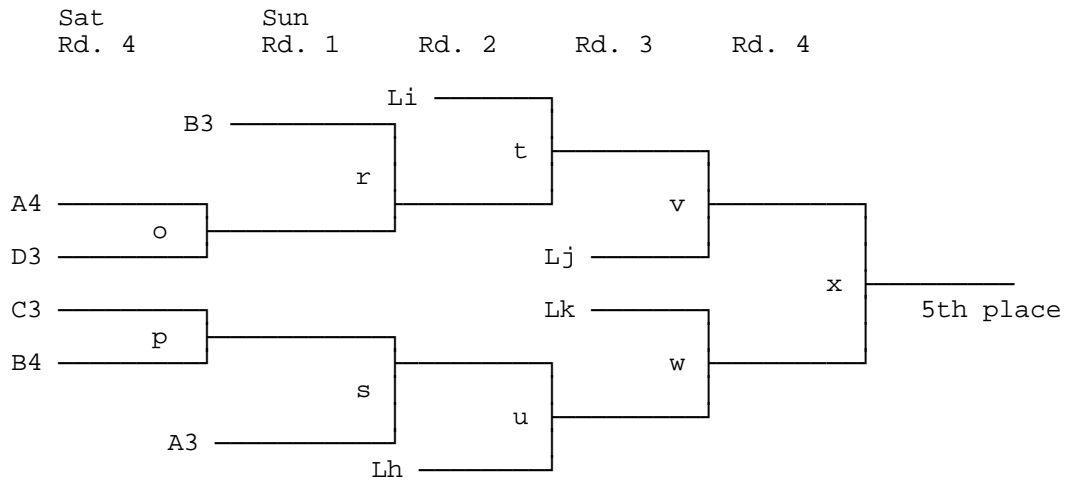 Sat Sun
Rd. 4 Rd. 1 Rd. 2 Rd. 3 Rd. 4
Li
B3
t
r
A4 v
o
D3 Lj
x
C3 Lk 5th place
p
B4 w
s
u
A3
Lh